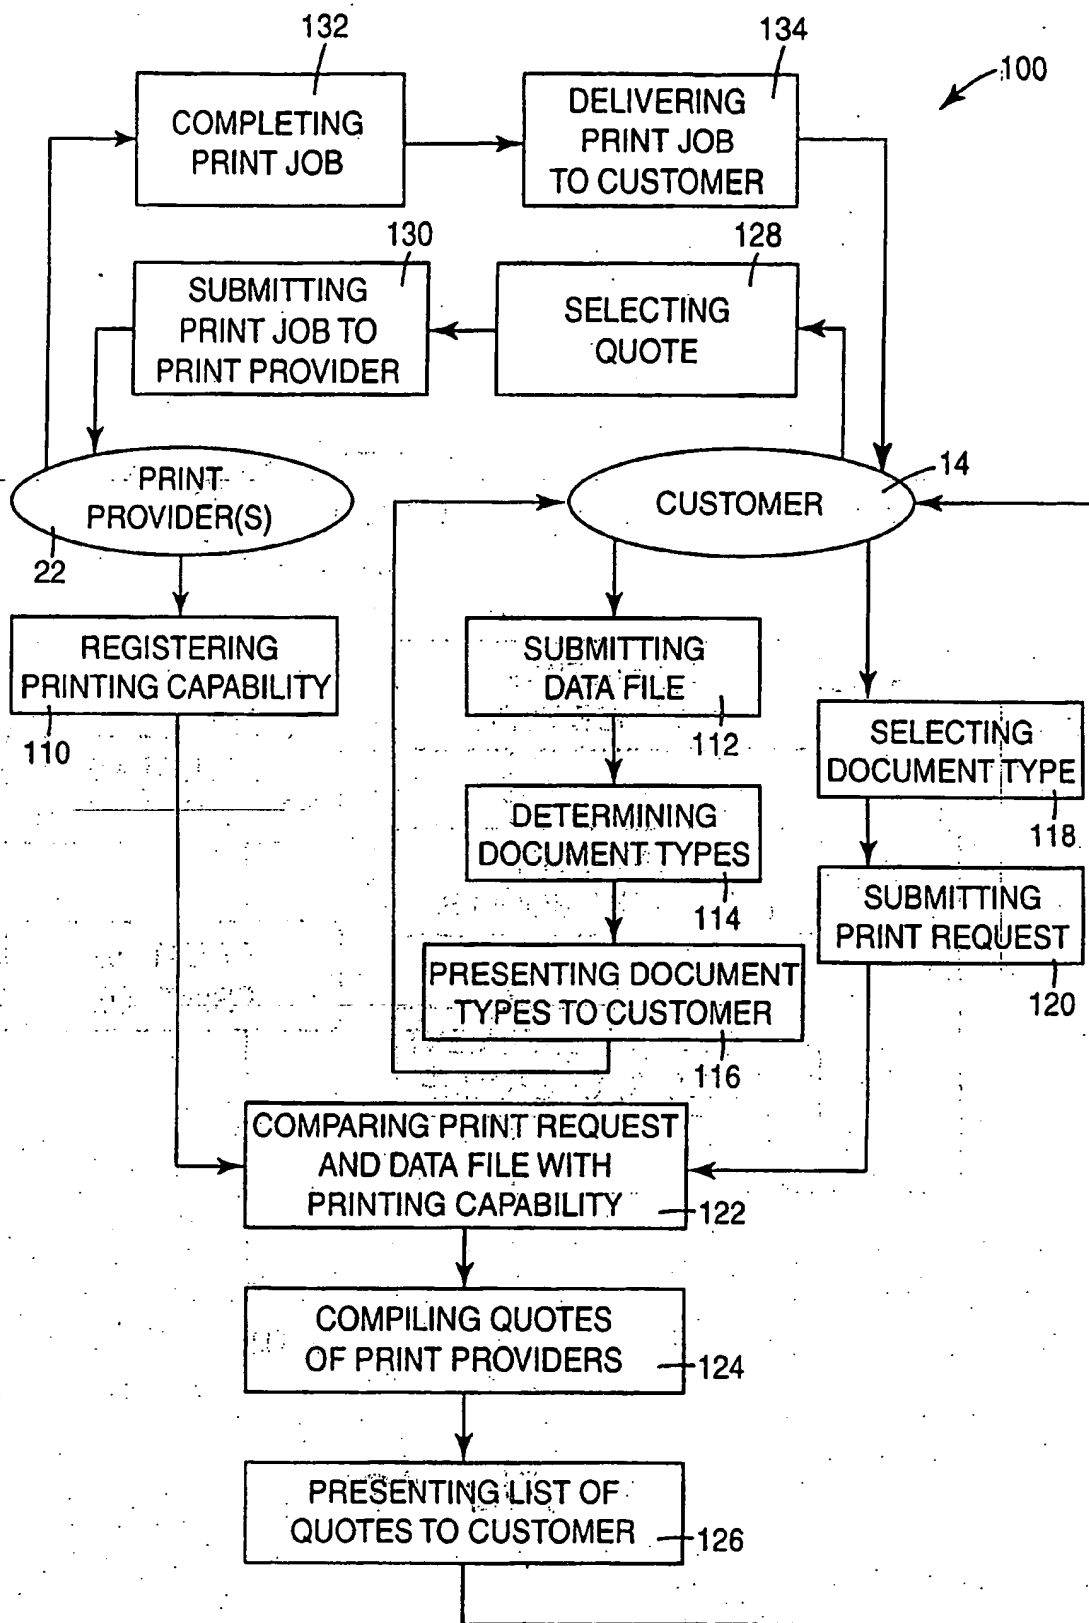 132
134
100
COMPLETING
PRINT JOB
DELIVERING
PRINT JOB
TO CUSTOMER
130
128
SUBMITTING
PRINT JOB TO
PRINT PROVIDER
SELECTING
QUOTE
PRINT
PROVIDER(S)
22
CUSTOMER
14
REGISTERING
PRINTING CAPABILITY
110
SUBMITTING
DATA FILE
112
SELECTING
DOCUMENT TYPE
118
DETERMINING
DOCUMENT TYPES
114
SUBMITTING
PRINT REQUEST
120
PRESENTING DOCUMENT
TYPES TO CUSTOMER
116
COMPARING PRINT REQUEST
AND DATA FILE WITH
PRINTING CAPABILITY
122
COMPILING QUOTES
OF PRINT PROVIDERS
124
PRESENTING LIST OF
QUOTES TO CUSTOMER
126